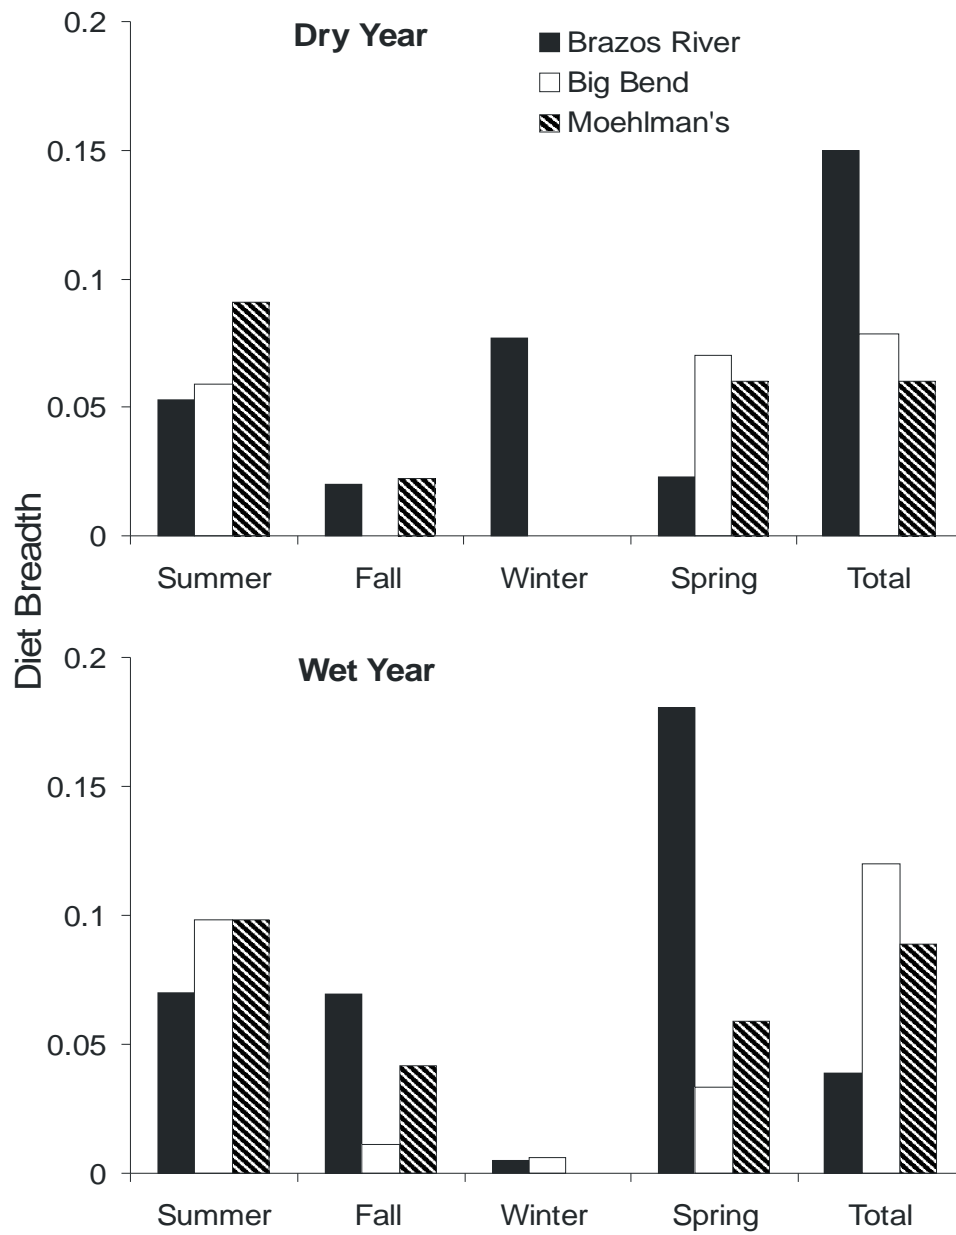 Dry Year
Brazos River
Big Bend
Moehlman's
0.2
0.15
0.1
0.05
0
Summer Fall Winter Spring Total
Diet Breadth
Wet Year
0.2
0.15
0.1
0.05
0
Summer Fall Winter Spring Total